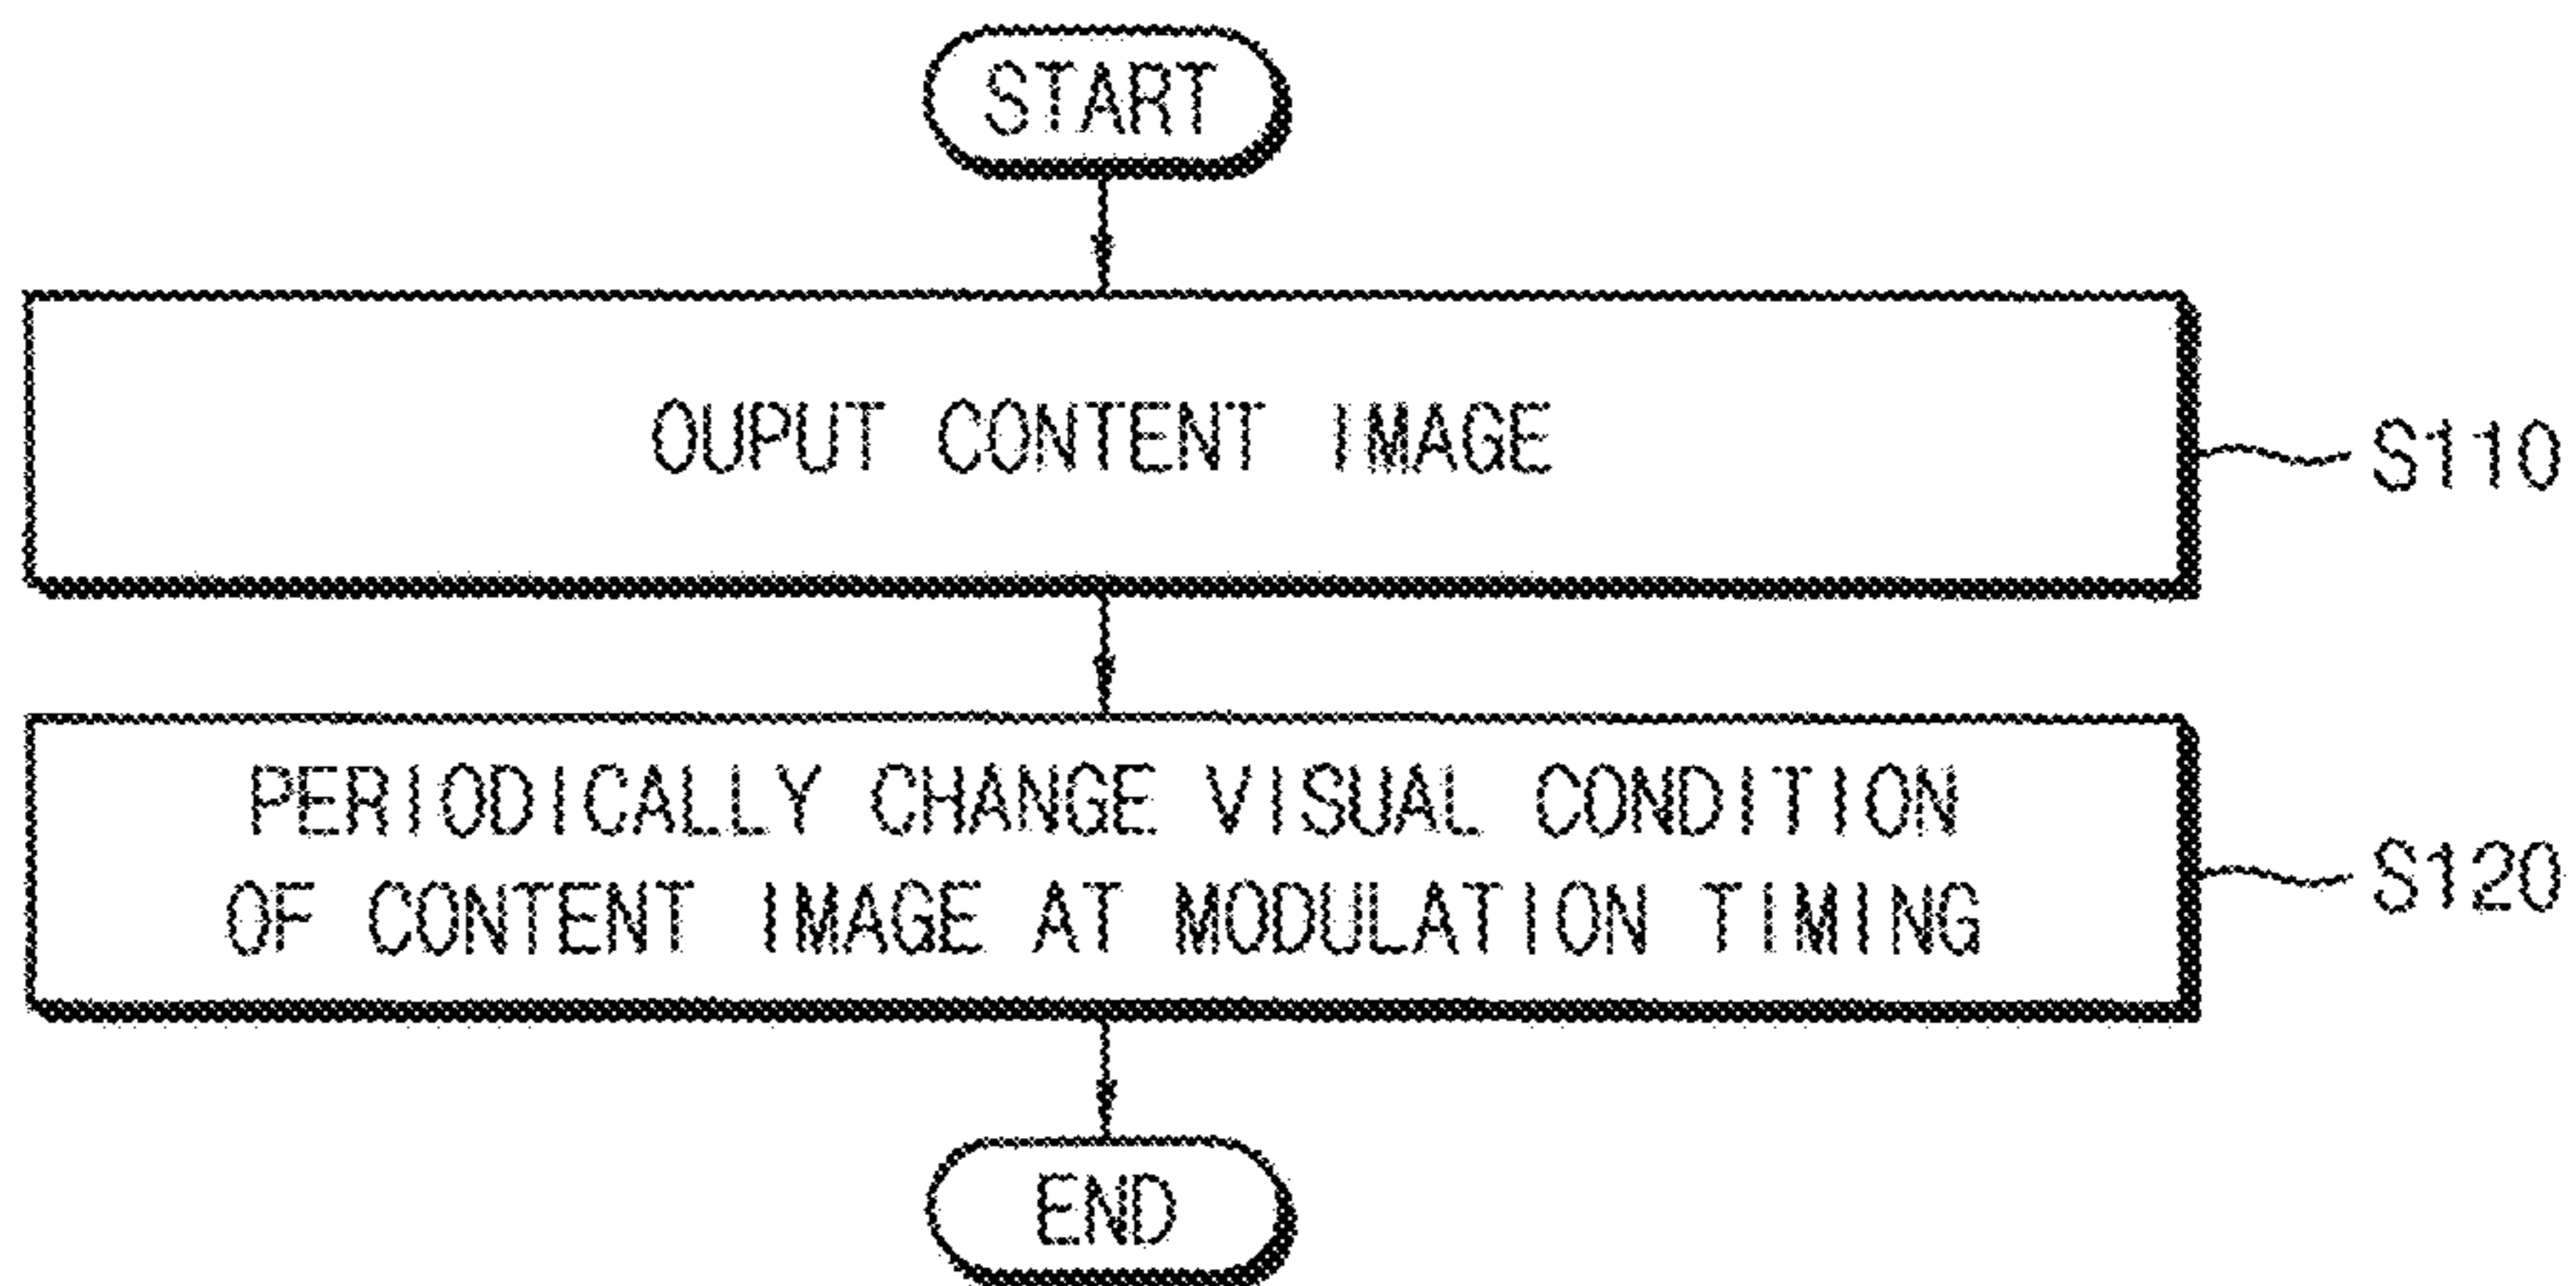 START
OUPUT CONTENT IMAGE
S110
PERIODICALLY CHANGE VISUAL CONDITION
OF CONTENT IMAGE AT MODULATION TIMING
S120
END